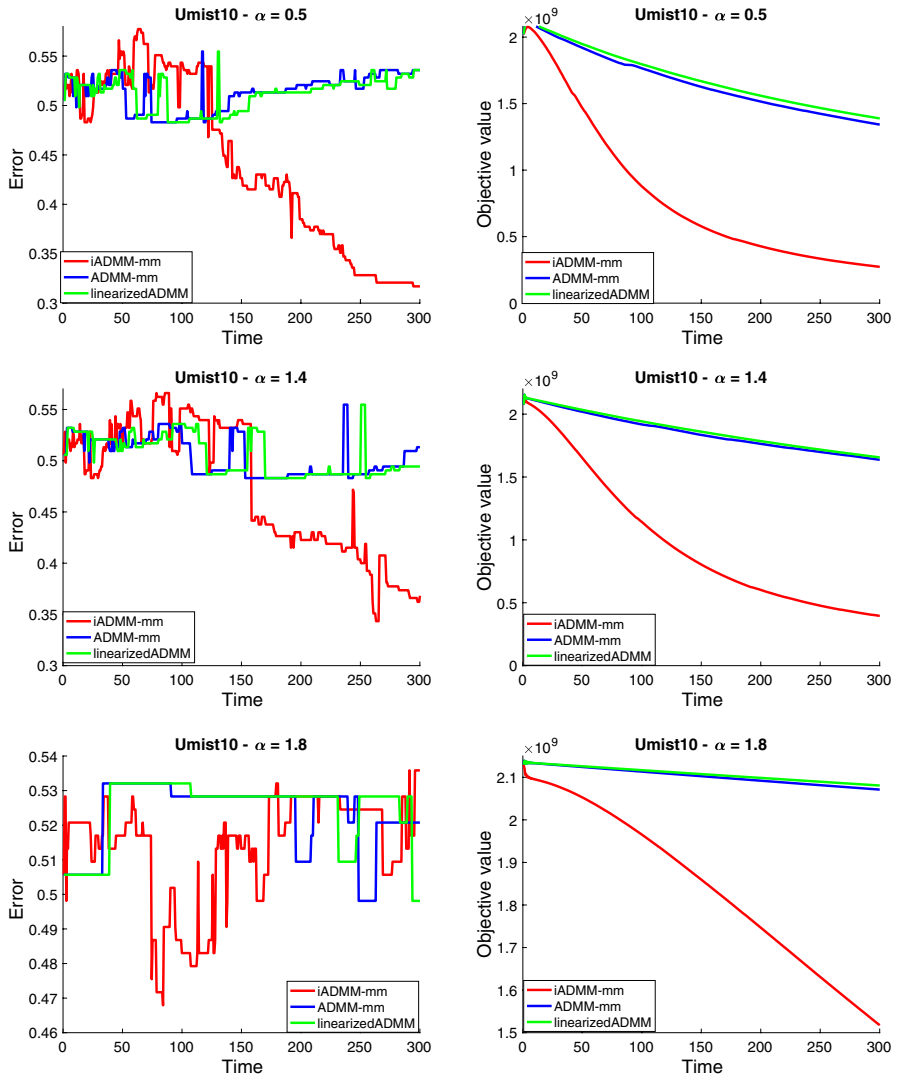 Umist10 - α = 0.5
Error
0.55
0.5
0.45
0.4
0.35
0.3
iADMM-mm
ADMM-mm
linearizedADMM
0 50 100 150 200 250 300
Time
Umist10 - α = 0.5
×10^9
Objective value
2
1.5
1
0.5
0
iADMM-mm
ADMM-mm
linearizedADMM
0 50 100 150 200 250 300
Time
Umist10 - α = 1.4
Error
0.55
0.5
0.45
0.4
0.35
0.3
iADMM-mm
ADMM-mm
linearizedADMM
0 50 100 150 200 250 300
Time
Umist10 - α = 1.4
×10^9
Objective value
2
1.5
1
0.5
0
iADMM-mm
ADMM-mm
linearizedADMM
0 50 100 150 200 250 300
Time
Umist10 - α = 1.8
Error
0.54
0.53
0.52
0.51
0.5
0.49
0.48
0.47
0.46
iADMM-mm
ADMM-mm
linearizedADMM
0 50 100 150 200 250 300
Time
Umist10 - α = 1.8
×10^9
Objective value
2.1
2
1.9
1.8
1.7
1.6
1.5
iADMM-mm
ADMM-mm
linearizedADMM
0 50 100 150 200 250 300
Time